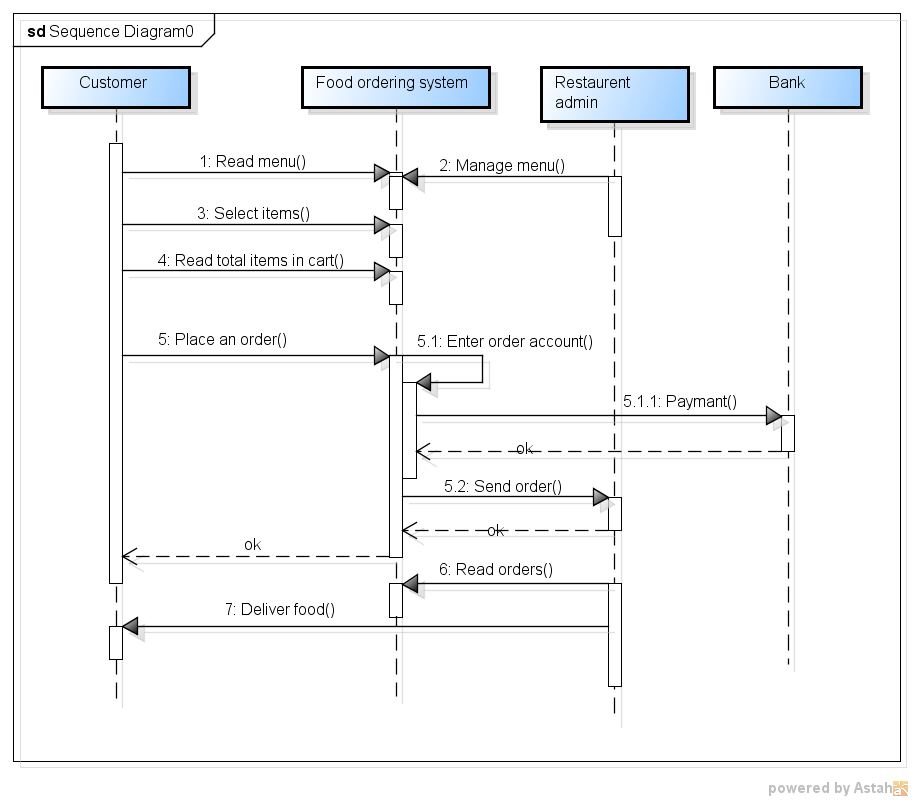 sd Sequence Diagram0
Customer
Food ordering system
Restaurent
admin
Bank
1: Read menu()
2: Manage menu()
3: Select items()
4: Read total items in cart()
5: Place an order()
5.1: Enter order account()
5.1.1: Paymant()
ok
5.2: Send order()
ok
ok
6: Read orders()
7: Deliver food()
powered by Astah